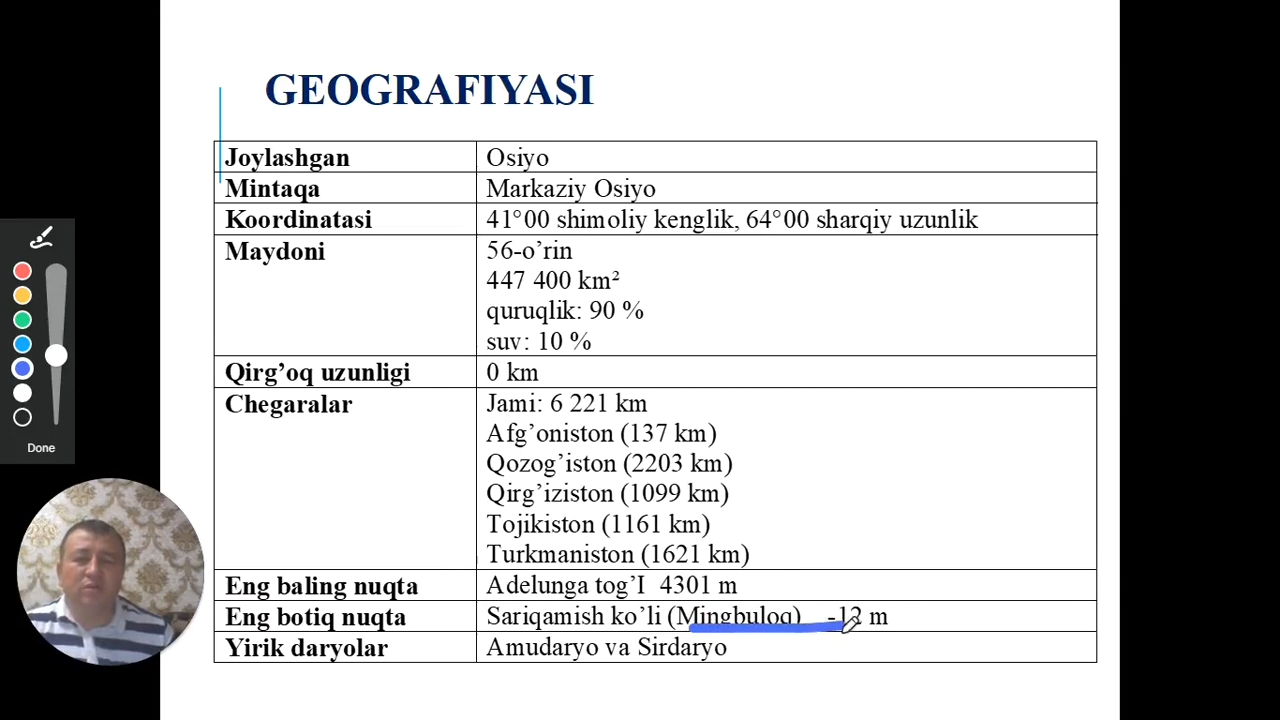 GEOGRAFIYASI
Joylashgan Osiyo
Mintaqa Markaziy Osiyo
Koordinatasi 41°00 shimoliy kenglik, 64°00 sharqiy uzunlik
Maydoni 56-o’rin
447 400 km²
quruqlik: 90 %
suv: 10 %
Qirg’oq uzunligi 0 km
Chegaralar Jami: 6 221 km
Afg’oniston (137 km)
Qozog’iston (2203 km)
Qirg’iziston (1099 km)
Tojikiston (1161 km)
Turkmaniston (1621 km)
Eng baling nuqta Adelunga tog’I 4301 m
Eng botiq nuqta Sariqamish ko’li (Mingbuloq) -12 m
Yirik daryolar Amudaryo va Sirdaryo
Done